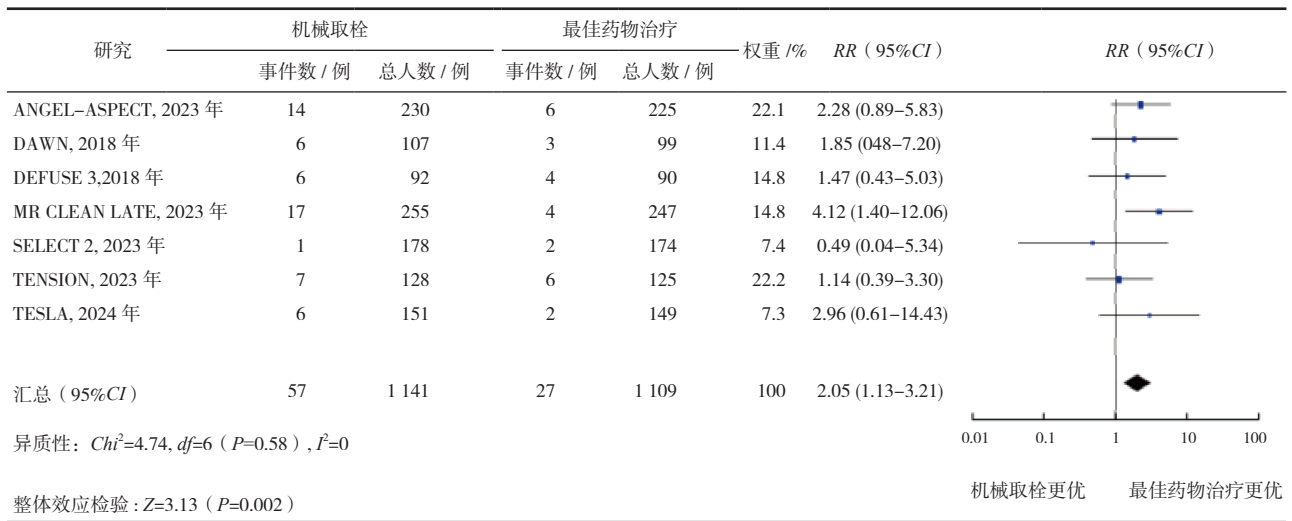 研究 机械取栓 最佳药物治疗 权重 /% RR（95%CI） RR（95%CI）
事件数 / 例 总人数 / 例 事件数 / 例 总人数 / 例
ANGEL-ASPECT, 2023 年 14 230 6 225 22.1 2.28 (0.89-5.83)
DAWN, 2018 年 6 107 3 99 11.4 1.85 (048-7.20)
DEFUSE 3,2018 年 6 92 4 90 14.8 1.47 (0.43-5.03)
MR CLEAN LATE, 2023 年 17 255 4 247 14.8 4.12 (1.40-12.06)
SELECT 2, 2023 年 1 178 2 174 7.4 0.49 (0.04-5.34)
TENSION, 2023 年 7 128 6 125 22.2 1.14 (0.39-3.30)
TESLA, 2024 年 6 151 2 149 7.3 2.96 (0.61-14.43)
汇总（95%CI） 57 1 141 27 1 109 100 2.05 (1.13-3.21)
异质性：Chi²=4.74, df=6（P=0.58）, I²=0
0.01 0.1 1 10 100
整体效应检验 : Z=3.13（P=0.002）
机械取栓更优 最佳药物治疗更优